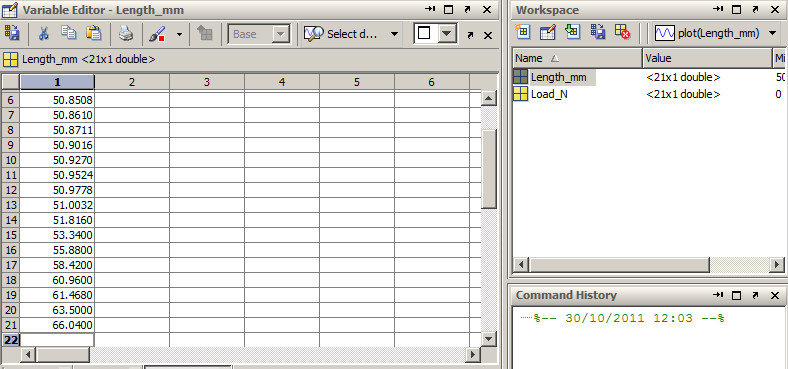 Variable Editor - Length_mm
Base
Select d...
Length_mm <21x1 double>
1 2 3 4 5 6
6 50.8508
7 50.8610
8 50.8711
9 50.9016
10 50.9270
11 50.9524
12 50.9778
13 51.0032
14 51.8160
15 53.3400
16 55.8800
17 58.4200
18 60.9600
19 61.4680
20 63.5000
21 66.0400
22
Workspace
plot(Length_mm)
Name Value Mi
Length_mm <21x1 double> 50
Load_N <21x1 double> 0
Command History
%-- 30/10/2011 12:03 --%